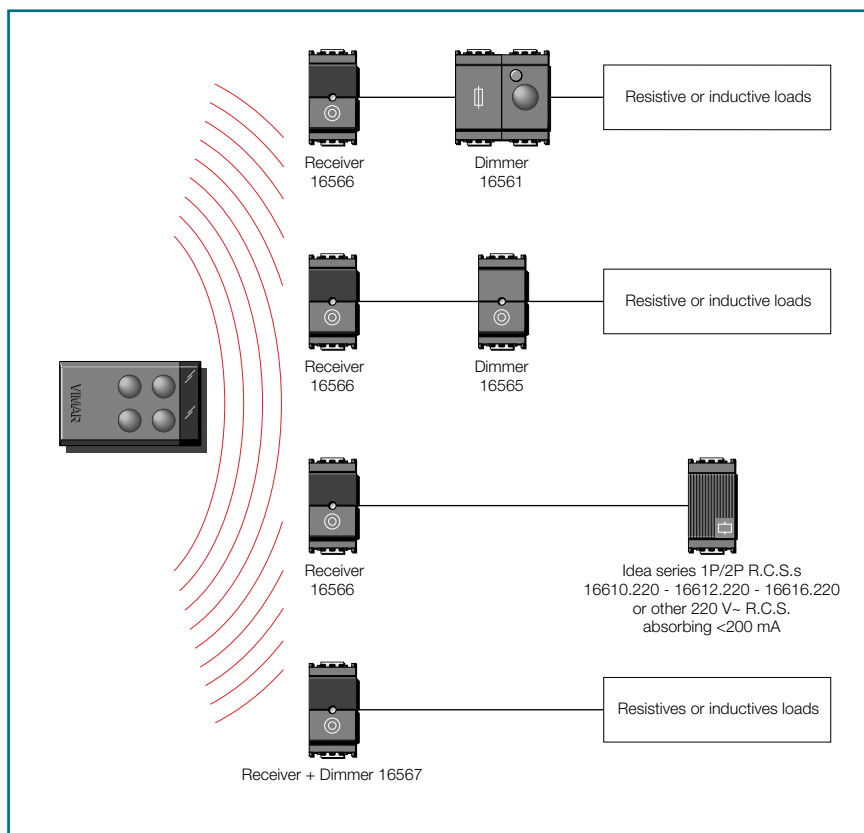 Resistive or inductive loads
Receiver
16566
Dimmer
16561
Resistive or inductive loads
Receiver
16566
Dimmer
16565
VIMAR
Receiver
16566
Idea series 1P/2P R.C.S.s
16610.220 - 16612.220 - 16616.220
or other 220 V~ R.C.S.
absorbing <200 mA
Resistives or inductives loads
Receiver + Dimmer 16567